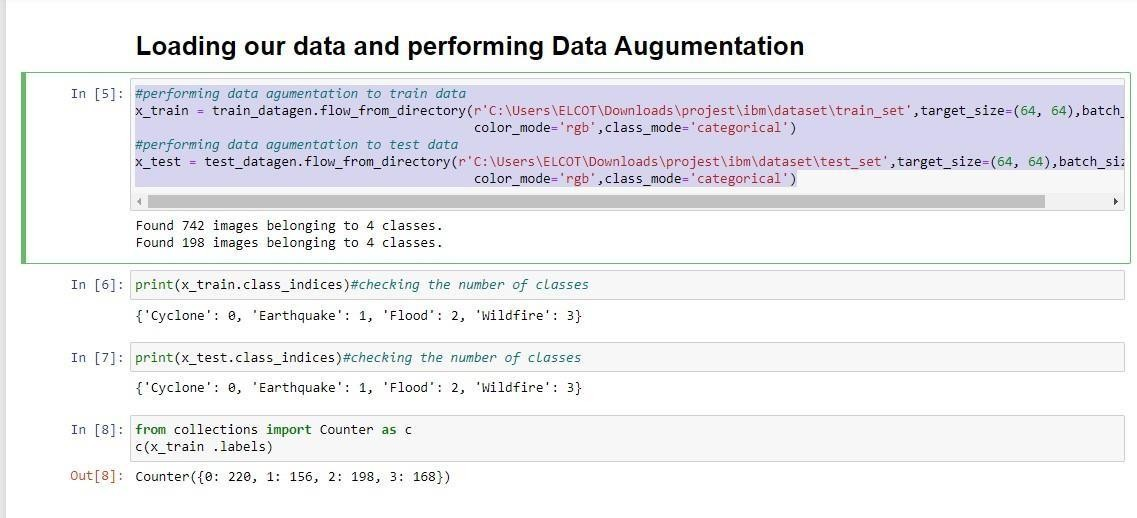 Loading our data and performing Data Augumentation
In [5]: #performing data agumentation to train data
x_train = train_datagen.flow_from_directory(r'C:\Users\ELCOT\Downloads\projest\ibm\dataset\train_set',target_size=(64, 64),batch_
color_mode='rgb',class_mode='categorical')
#performing data agumentation to test data
x_test = test_datagen.flow_from_directory(r'C:\Users\ELCOT\Downloads\projest\ibm\dataset\test_set',target_size=(64, 64),batch_siz
color_mode='rgb',class_mode='categorical')
Found 742 images belonging to 4 classes.
Found 198 images belonging to 4 classes.
In [6]: print(x_train.class_indices)#checking the number of classes
{'Cyclone': 0, 'Earthquake': 1, 'Flood': 2, 'Wildfire': 3}
In [7]: print(x_test.class_indices)#checking the number of classes
{'Cyclone': 0, 'Earthquake': 1, 'Flood': 2, 'Wildfire': 3}
In [8]: from collections import Counter as c
c(x_train .labels)
Out[8]: Counter({0: 220, 1: 156, 2: 198, 3: 168})